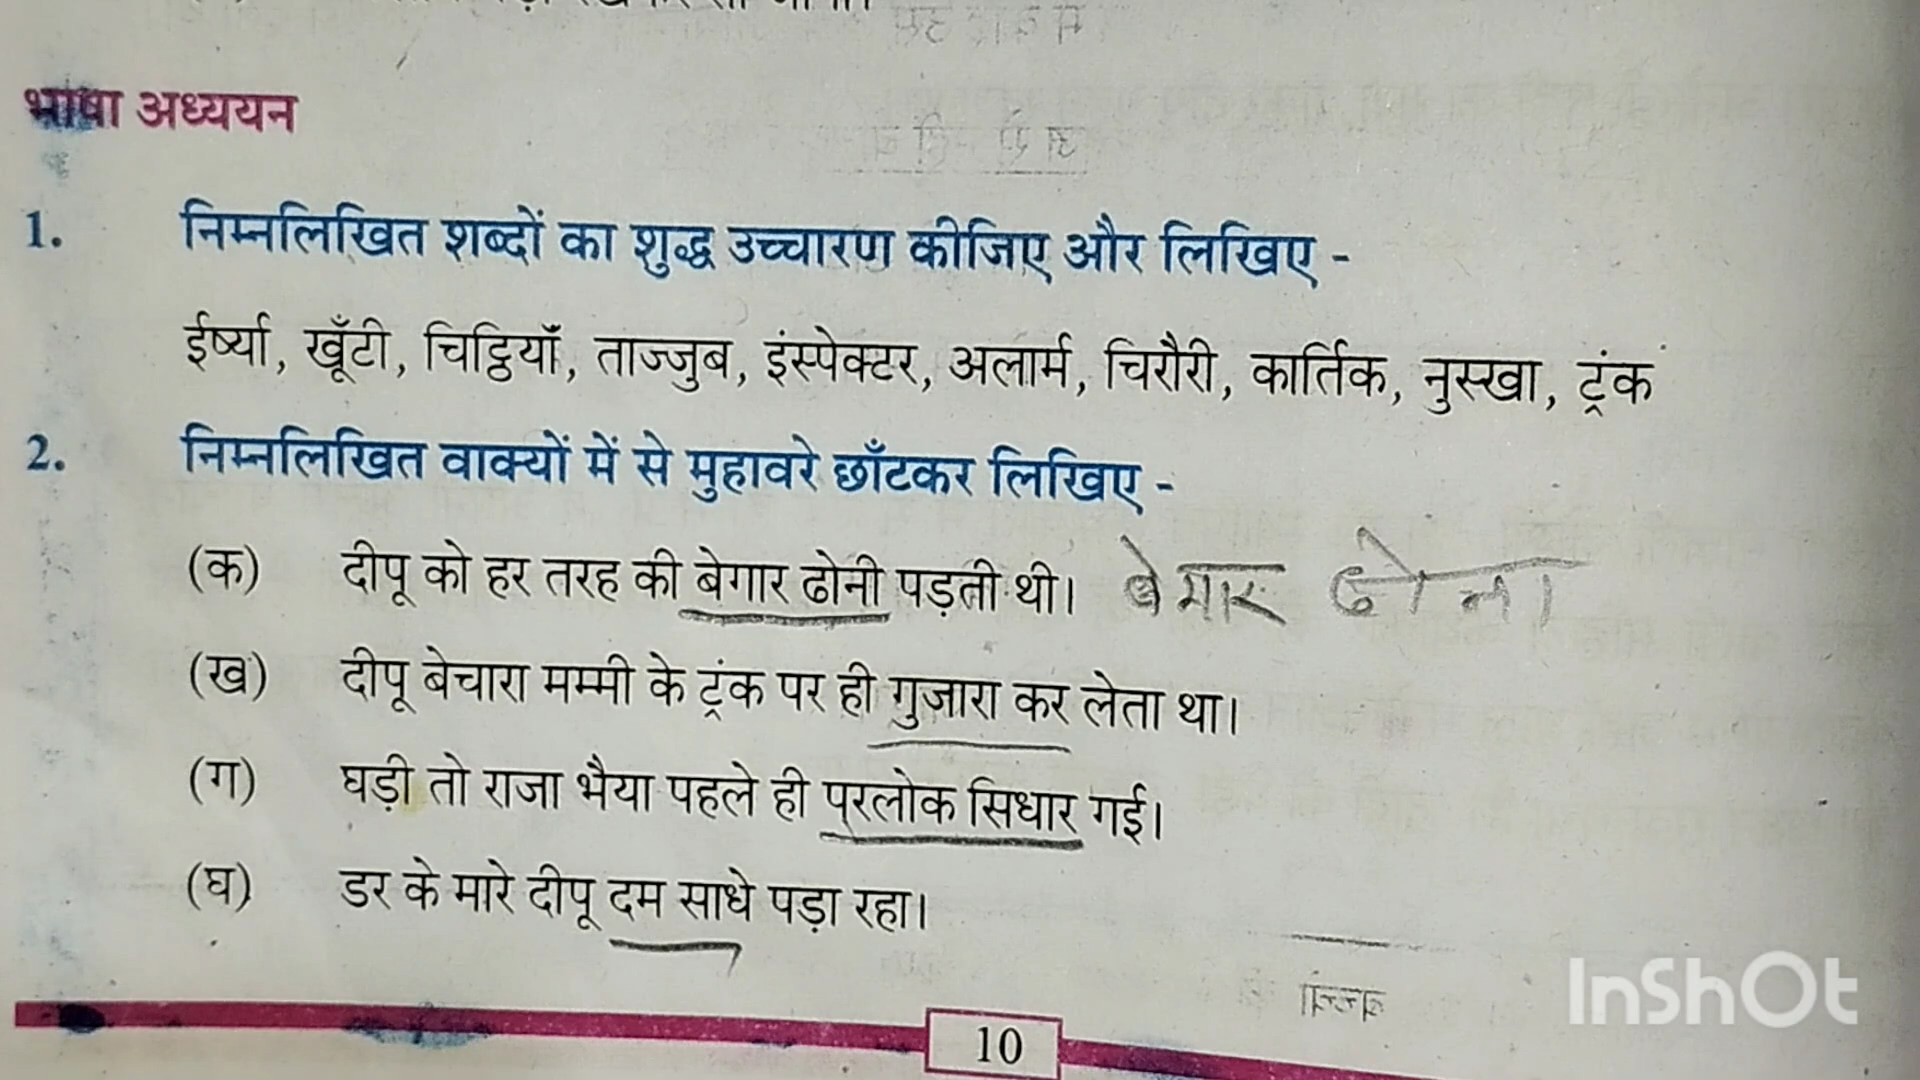 भाषा अध्ययन
1. निम्नलिखित शब्दों का शुद्ध उच्चारण कीजिए और लिखिए -
ईर्ष्या, खूँटी, चिट्ठियाँ, ताज्जुब, इंस्पेक्टर, अलार्म, चिरौरी, कार्तिक, नुस्खा, ट्रंक
2. निम्नलिखित वाक्यों में से मुहावरे छाँटकर लिखिए -
(क) दीपू को हर तरह की बेगार ढोनी पड़ती थी। बेगार ढोना
(ख) दीपू बेचारा मम्मी के ट्रंक पर ही गुजारा कर लेता था।
(ग) घड़ी तो राजा भैया पहले ही परलोक सिधार गई।
(घ) डर के मारे दीपू दम साधे पड़ा रहा।
10
InShOt